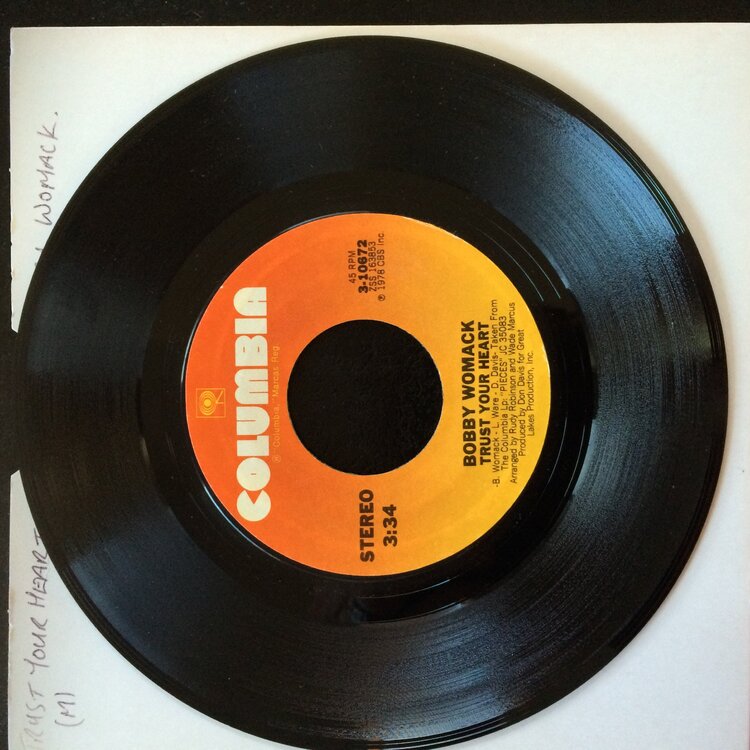 COLUMBIA
® Columbia, Marcas Reg.
45 RPM
3-10672
ZSS 163853
℗ 1978 CBS Inc.
STEREO
3:34
BOBBY WOMACK
TRUST YOUR HEART
-B. Womack - L. Ware - D. Davis- Taken From
The Columbia Lp: "PIECES" JC 35083
Arranged by Rudy Robinson and Wade Marcus
Produced by Don Davis for Great
Lakes Production, Inc.
TRUST YOUR HEART
WOMACK.
(M)